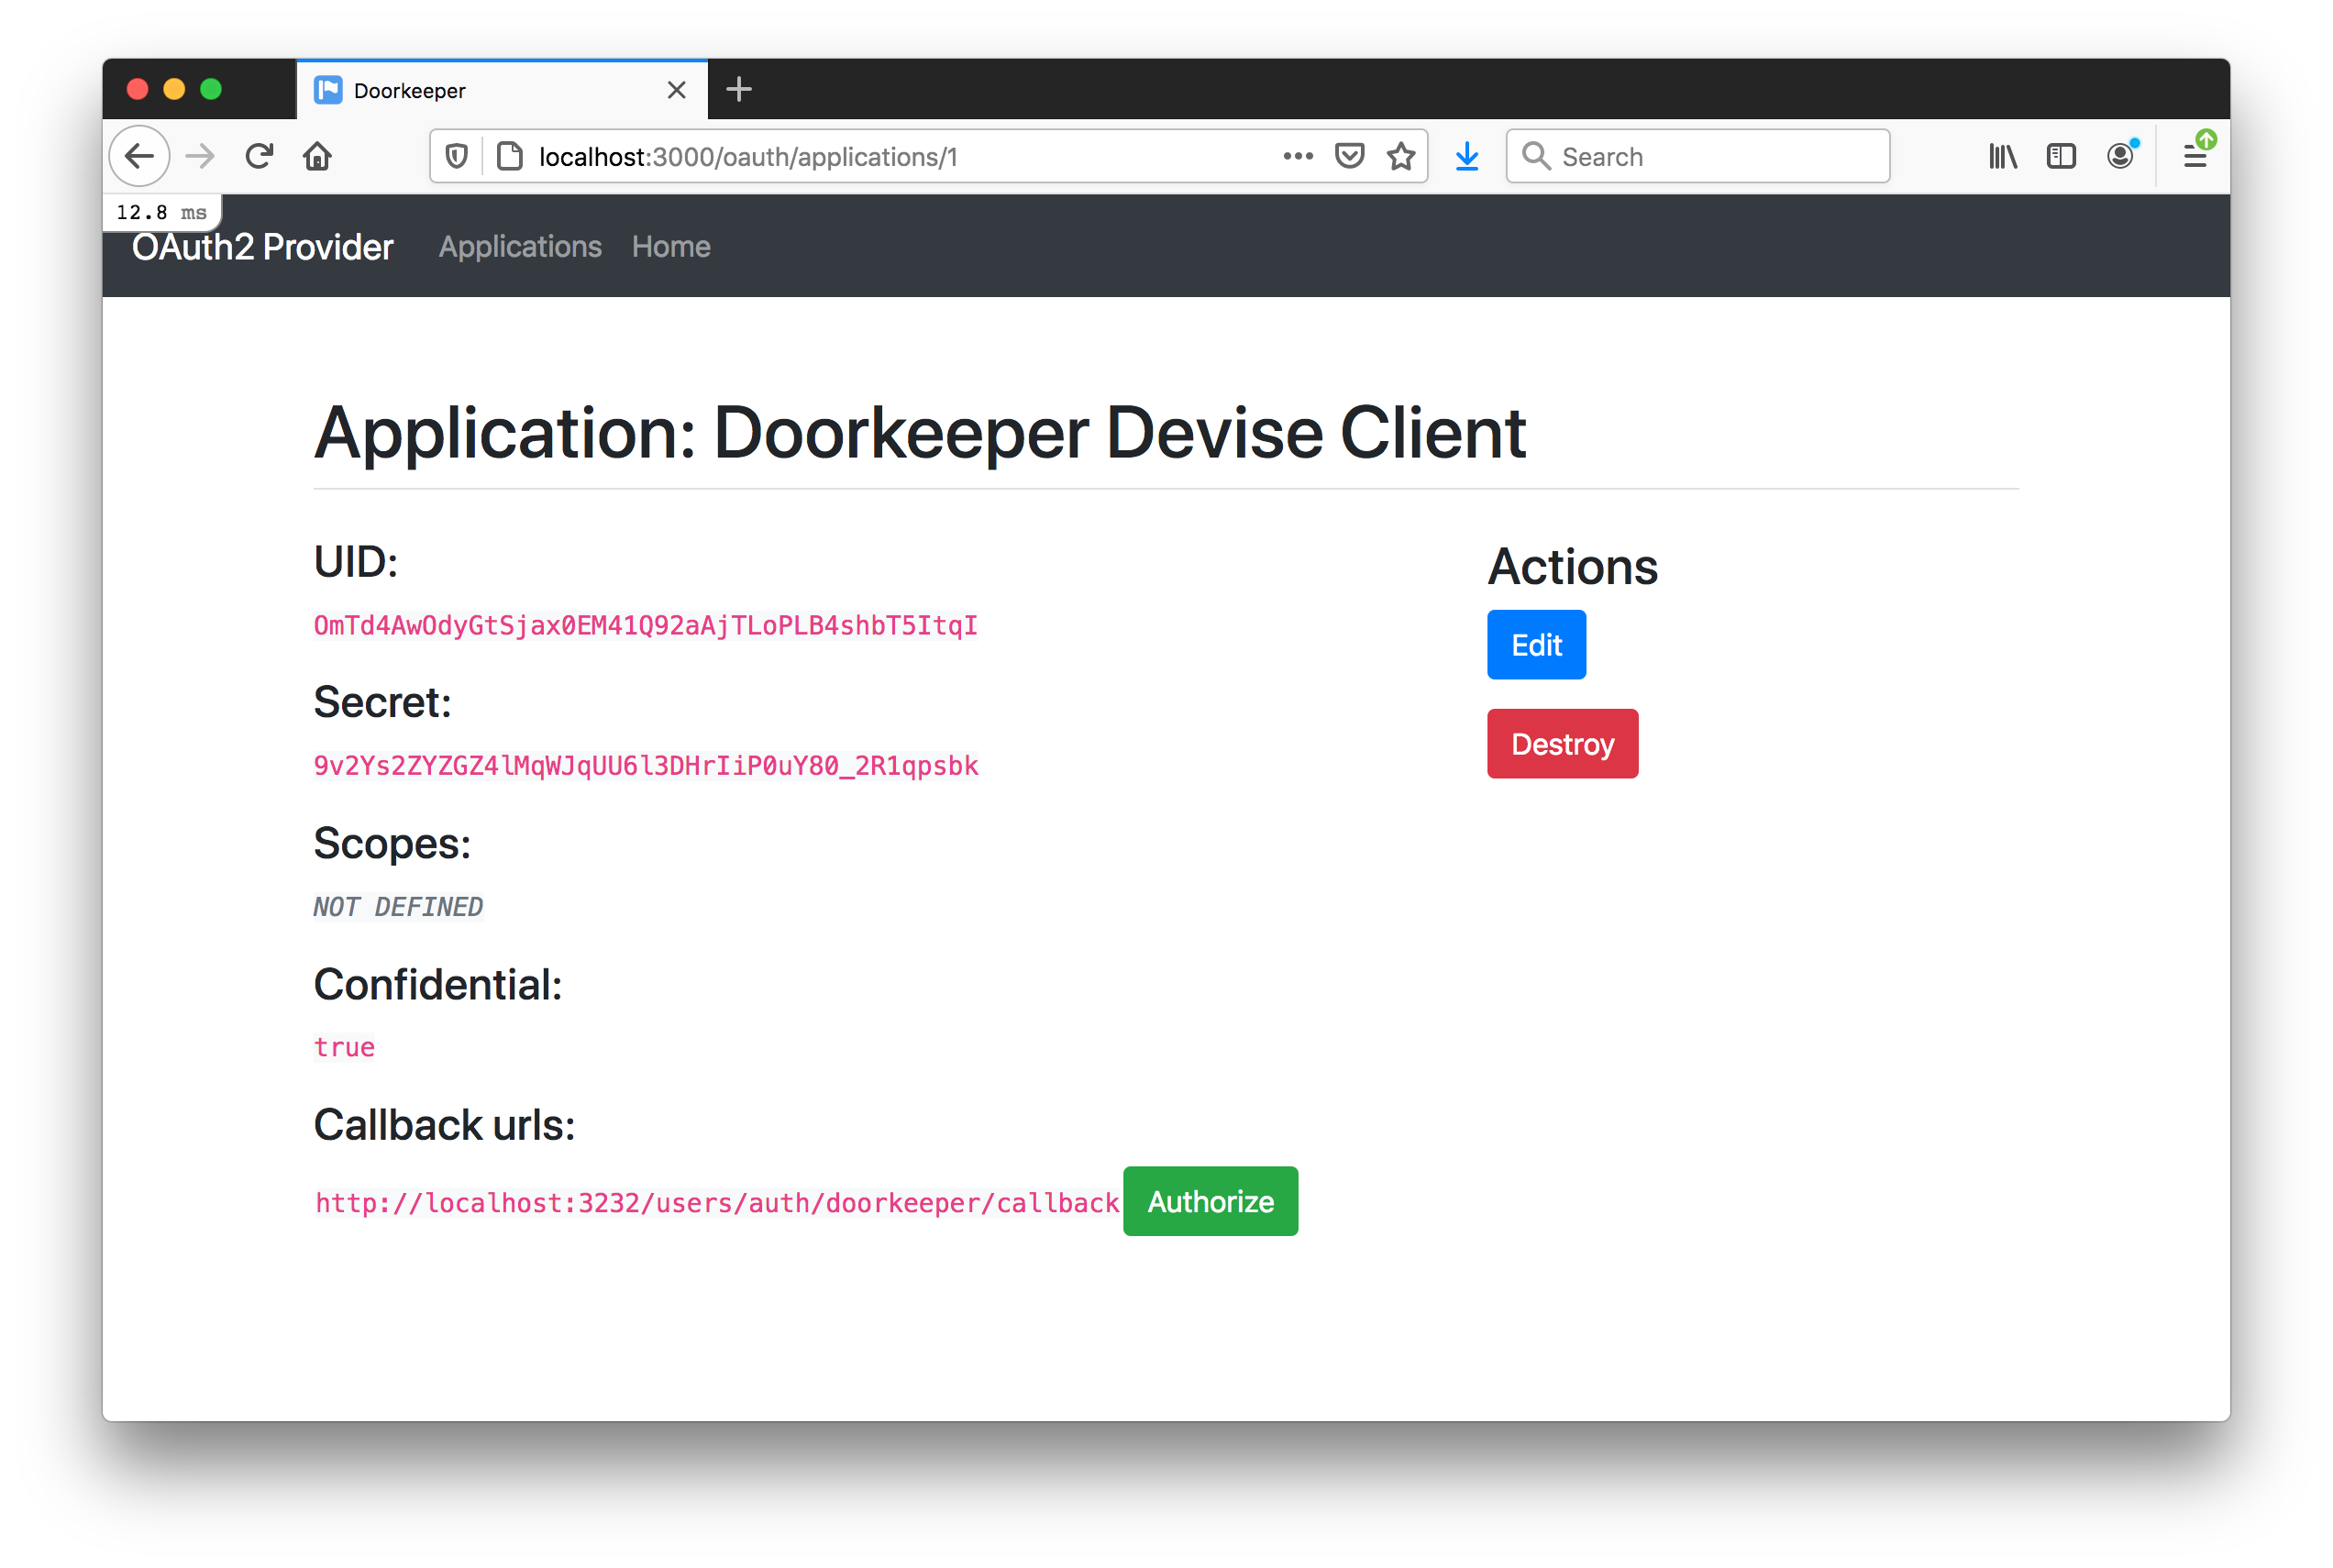 Doorkeeper
localhost:3000/oauth/applications/1
Search
12.8 ms
OAuth2 Provider Applications Home
Application: Doorkeeper Devise Client
UID:
OmTd4AwOdyGtSjax0EM41Q92aAjTLoPLB4shbT5ItqI
Secret:
9v2Ys2ZYZGZ4lMqWJqUU6l3DHrIiP0uY80_2R1qpsbk
Scopes:
NOT DEFINED
Confidential:
true
Callback urls:
http://localhost:3232/users/auth/doorkeeper/callback Authorize
Actions
Edit
Destroy